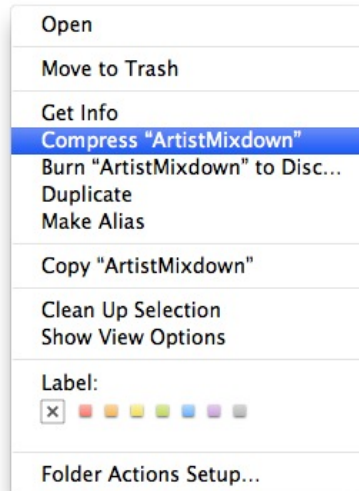 Open
Move to Trash
Get Info
Compress “ArtistMixdown”
Burn “ArtistMixdown” to Disc...
Duplicate
Make Alias
Copy “ArtistMixdown”
Clean Up Selection
Show View Options
Label:
Folder Actions Setup...